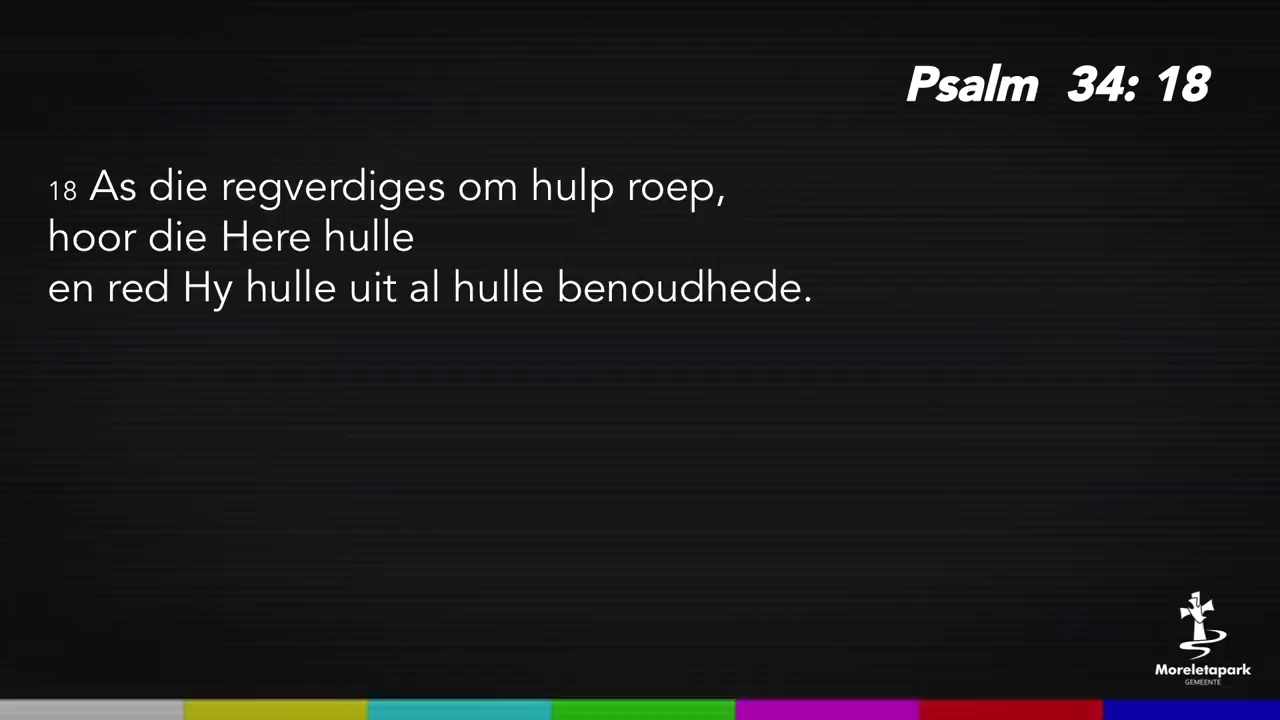 Psalm 34: 18
18 As die regverdiges om hulp roep,
hoor die Here hulle
en red Hy hulle uit al hulle benoudhede.
Moreletapark
GEMEENTE